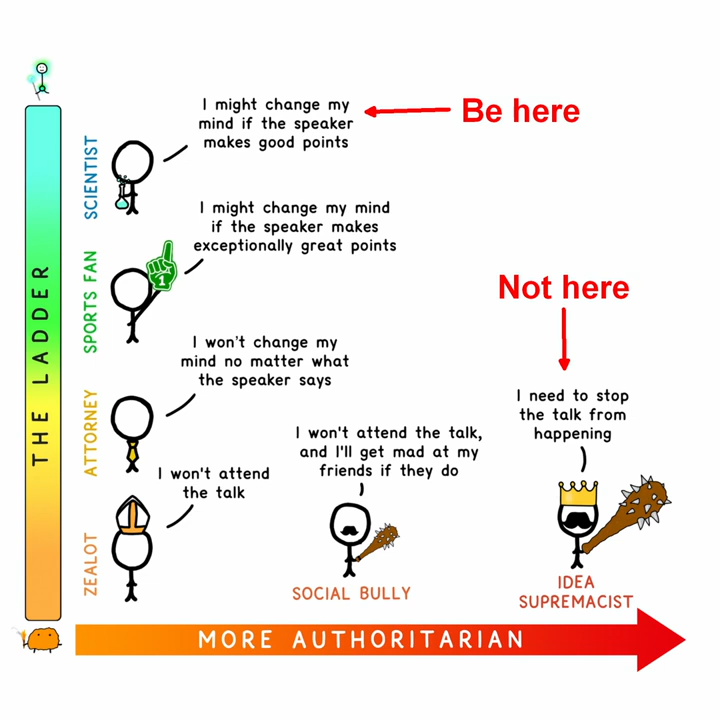 I might change my
mind if the speaker
makes good points
Be here
SCIENTIST
I might change my mind
if the speaker makes
exceptionally great points
1
SPORTS FAN
Not here
THE LADDER
I won't change my
mind no matter what
the speaker says
ATTORNEY
I need to stop
the talk from
happening
I won't attend the talk,
and I'll get mad at my
friends if they do
I won't attend
the talk
ZEALOT
SOCIAL BULLY
IDEA
SUPREMACIST
MORE AUTHORITARIAN